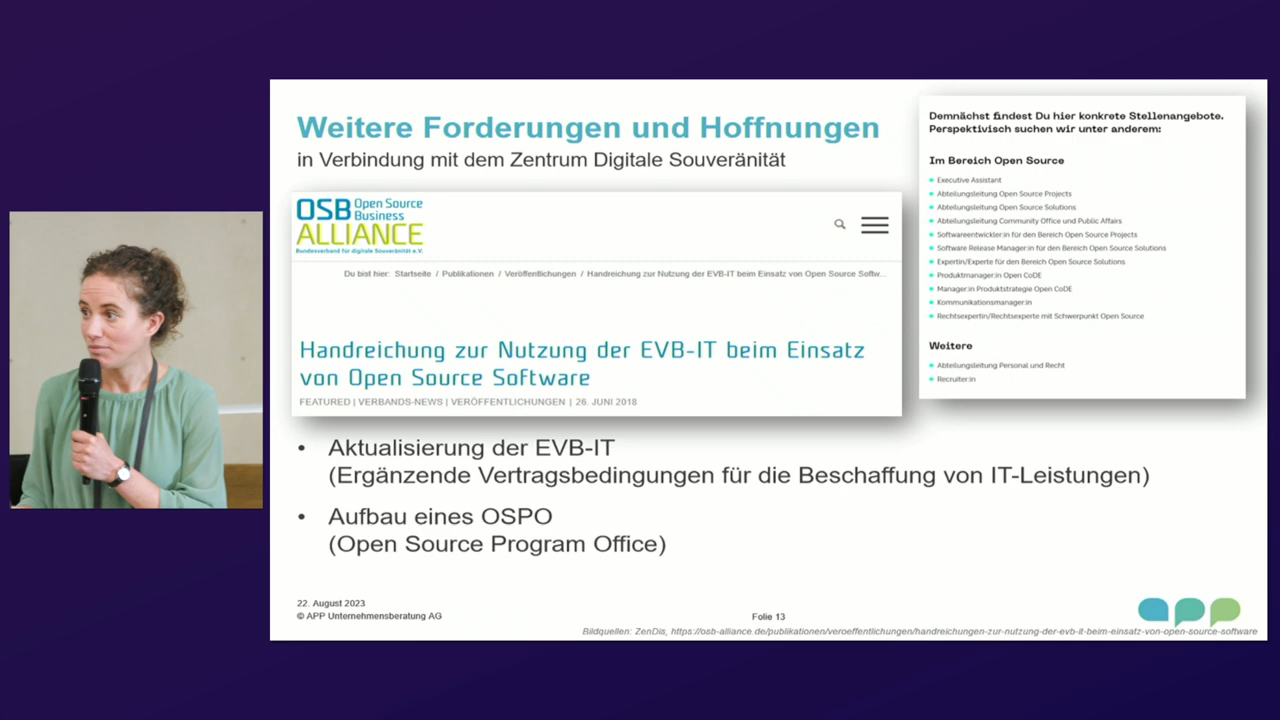 Weitere Forderungen und Hoffnungen
in Verbindung mit dem Zentrum Digitale Souveränität
OSB Open Source
Business
ALLIANCE
Bundesverband für digitale Souveränität e.V.
Du bist hier: Startseite / Publikationen / Veröffentlichungen / Handreichung zur Nutzung der EVB-IT beim Einsatz von Open Source Softw...
Handreichung zur Nutzung der EVB-IT beim Einsatz
von Open Source Software
FEATURED | VERBANDS-NEWS | VERÖFFENTLICHUNGEN | 26. JUNI 2018
Demnächst findest Du hier konkrete Stellenangebote.
Perspektivisch suchen wir unter anderem:
Im Bereich Open Source
Executive Assistant
Abteilungsleitung Open Source Projects
Abteilungsleitung Open Source Solutions
Abteilungsleitung Community Office und Public Affairs
Softwareentwickler:in für den Bereich Open Source Projects
Software Release Manager:in für den Bereich Open Source Solutions
Expertin/Experte für den Bereich Open Source Solutions
Produktmanager:in Open CoDE
Manager:in Produktstrategie Open CoDE
Kommunikationsmanager:in
Rechtsexpertin/Rechtsexperte mit Schwerpunkt Open Source
Weitere
Abteilungsleitung Personal und Recht
Recruiter:in
• Aktualisierung der EVB-IT
(Ergänzende Vertragsbedingungen für die Beschaffung von IT-Leistungen)
• Aufbau eines OSPO
(Open Source Program Office)
22. August 2023
© APP Unternehmensberatung AG
Folie 13
app
Bildquellen: ZenDis, https://osb-alliance.de/publikationen/veroeffentlichungen/handreichungen-zur-nutzung-der-evb-it-beim-einsatz-von-open-source-software